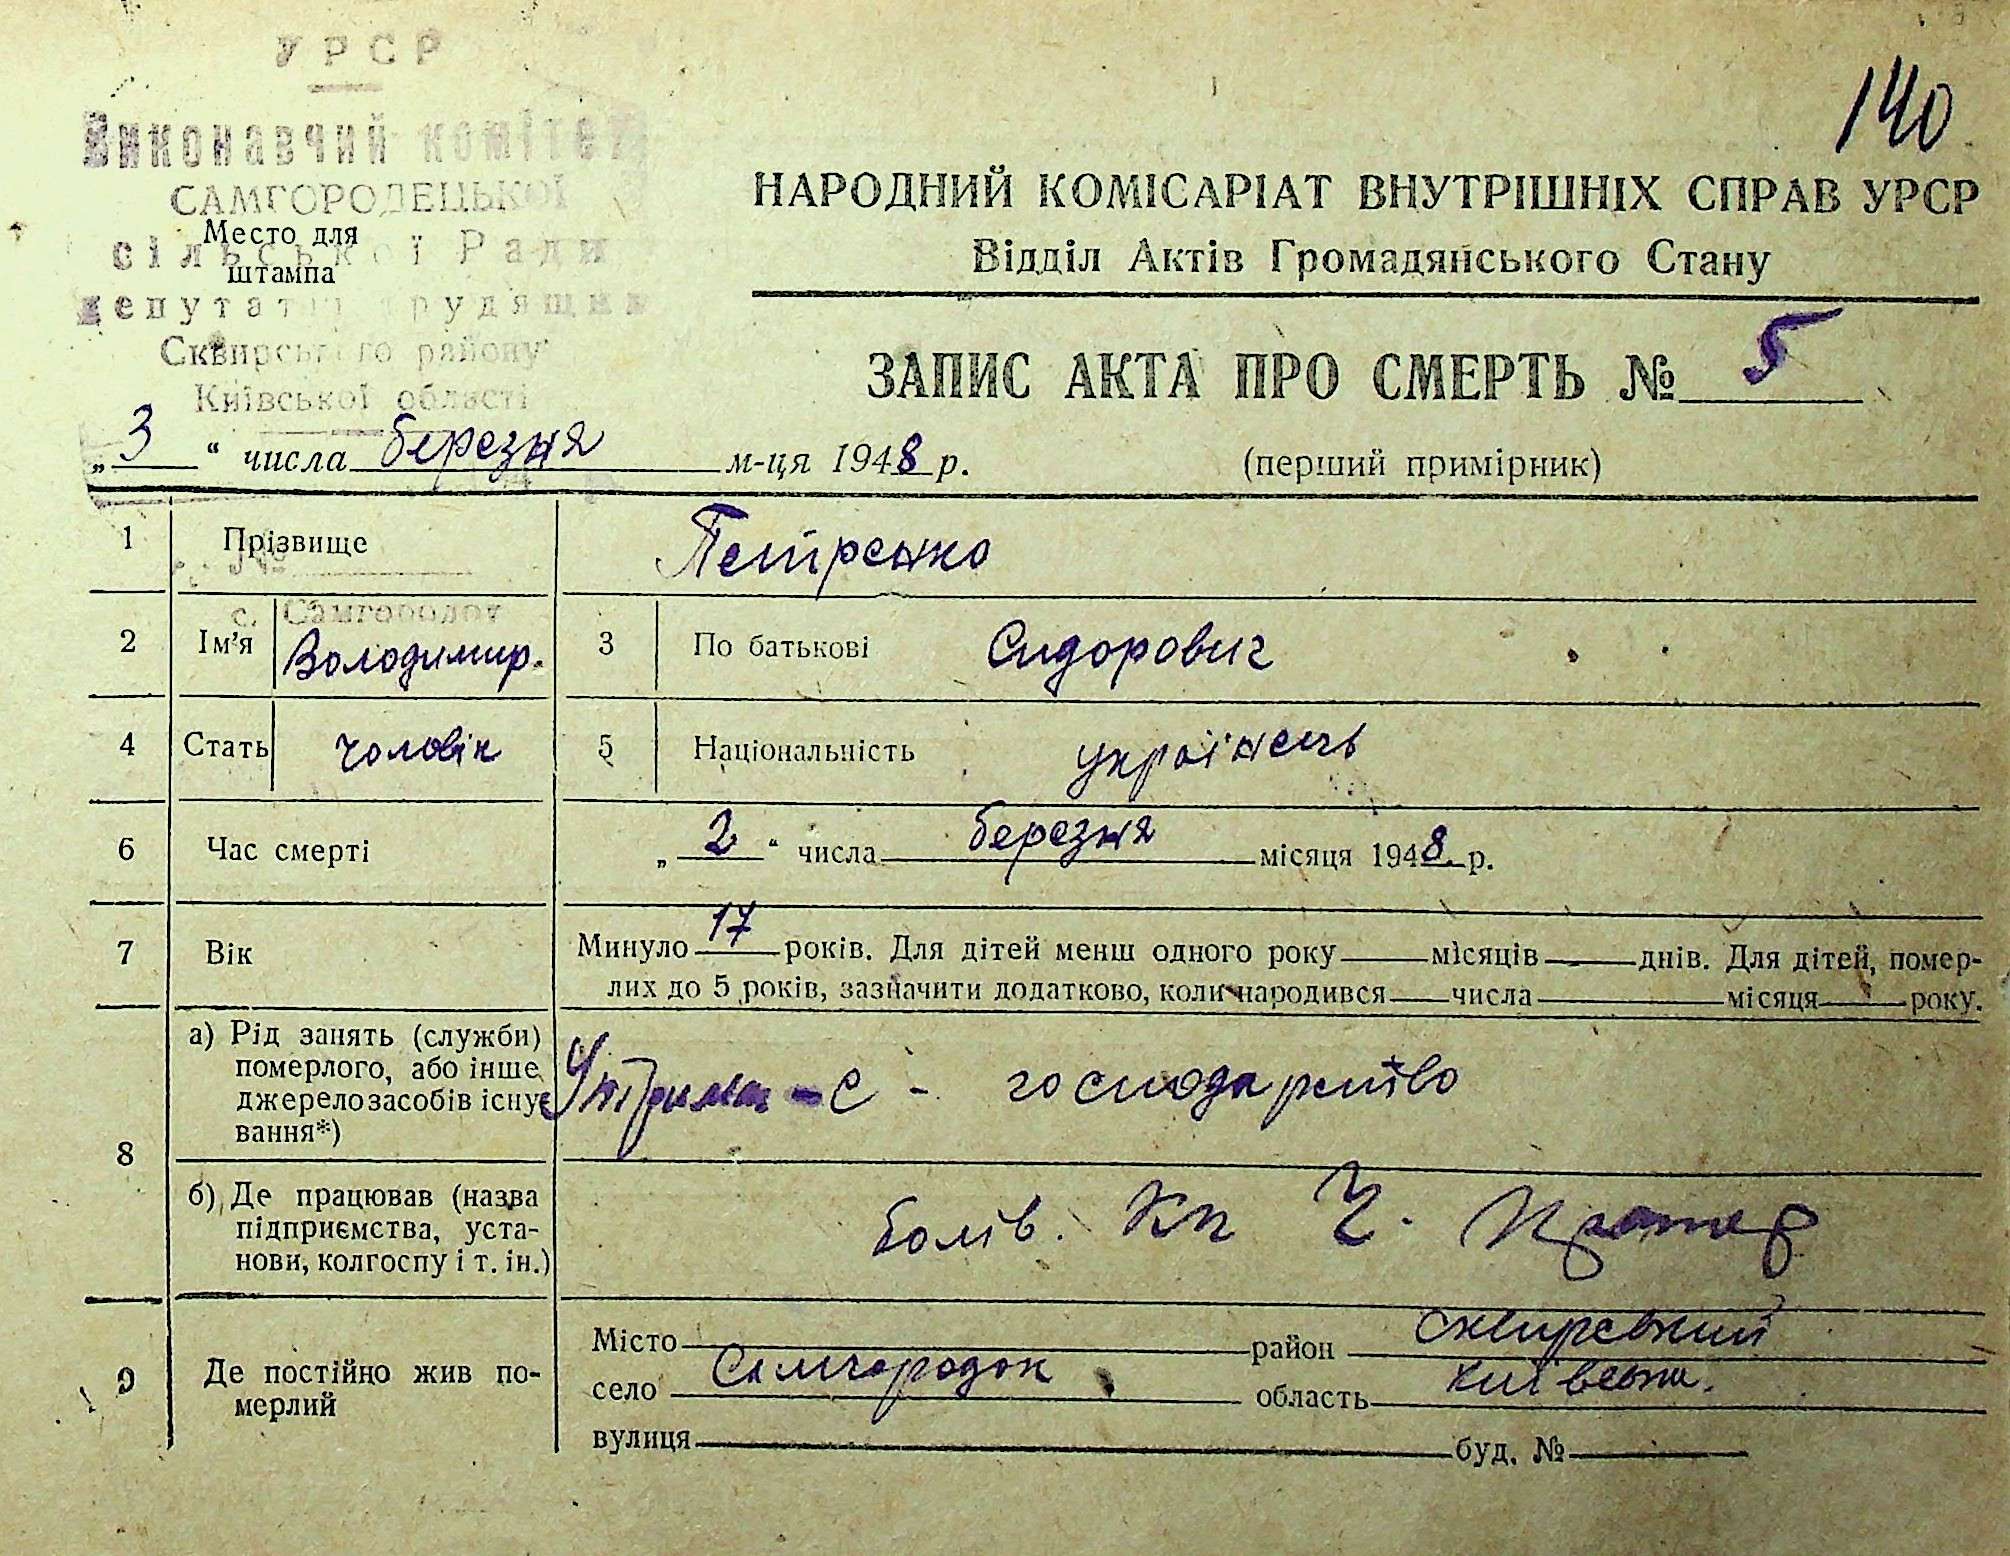 140
УРСР
Виконавчий комітет
САМГОРОДЕЦЬКОЇ
сільської Ради
депутатів трудящих
Сквирського району
Київської області
Место для
штампа
НАРОДНИЙ КОМІСАРІАТ ВНУТРІШНІХ СПРАВ УРСР
Відділ Актів Громадянського Стану
ЗАПИС АКТА ПРО СМЕРТЬ № 5
„3“ числа березня м-ця 1948 р.
(перший примірник)
1 Прізвище Петренко
№
с. Самгородок
2 Ім’я Володимир. 3 По батькові Сидорович
4 Стать чоловік 5 Національність українець
6 Час смерті „2“ числа березня місяця 1948. р.
7 Вік Минуло 17 років. Для дітей менш одного року місяців днів. Для дітей, помер-
лих до 5 років, зазначити додатково, коли народився числа місяця року.
8 а) Рід занять (служби)
померлого, або інше
джерело засобів існу-
вання*)
с - господарство
б) Де працював (назва
підприємства, уста-
нови, колгоспу і т. ін.)
9 Де постійно жив по-
мерлий
Місто район сквирський
село Самгородок область київськ.
вулиця буд. №